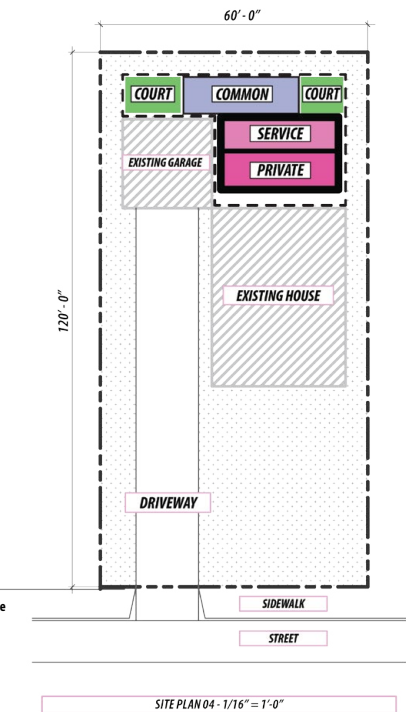 60' - 0"
COURT COMMON COURT
SERVICE
EXISTING GARAGE
PRIVATE
EXISTING HOUSE
120' - 0"
DRIVEWAY
e
SIDEWALK
STREET
SITE PLAN 04 - 1/16" = 1'-0"